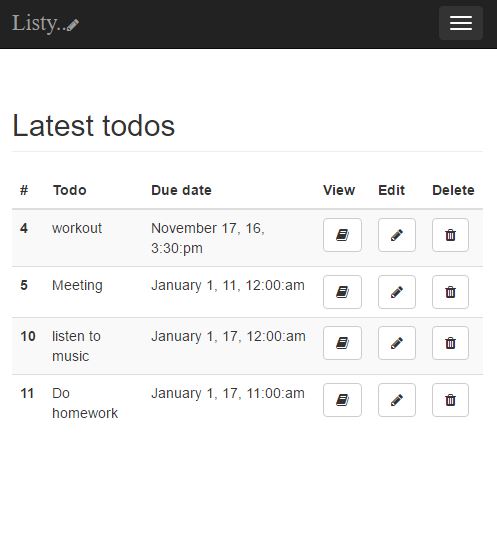 Listy..
Latest todos
# Todo Due date View Edit Delete
4 workout November 17, 16,
3:30:pm
5 Meeting January 1, 11, 12:00:am
10 listen to January 1, 17, 12:00:am
music
11 Do January 1, 17, 11:00:am
homework